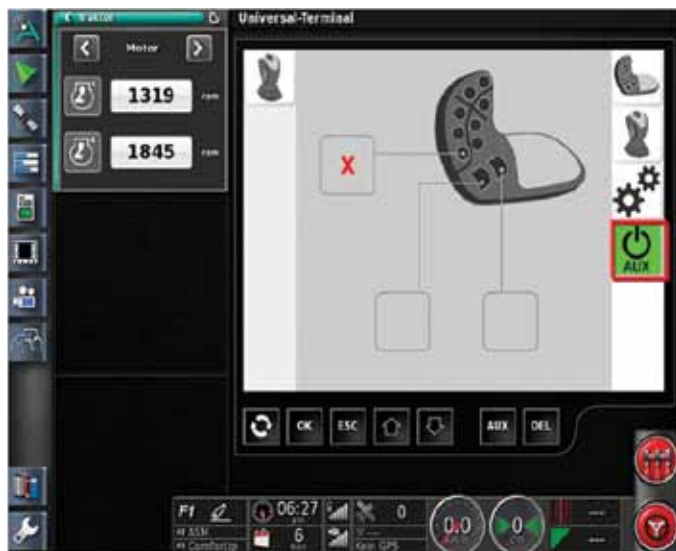 Traktor
Universal-Terminal
Motor
1319 rpm
1845 rpm
X
AUX
OK
ESC
AUX
DEL
F1
06:27
0
6
Kein GPS
0.0
0
---
---